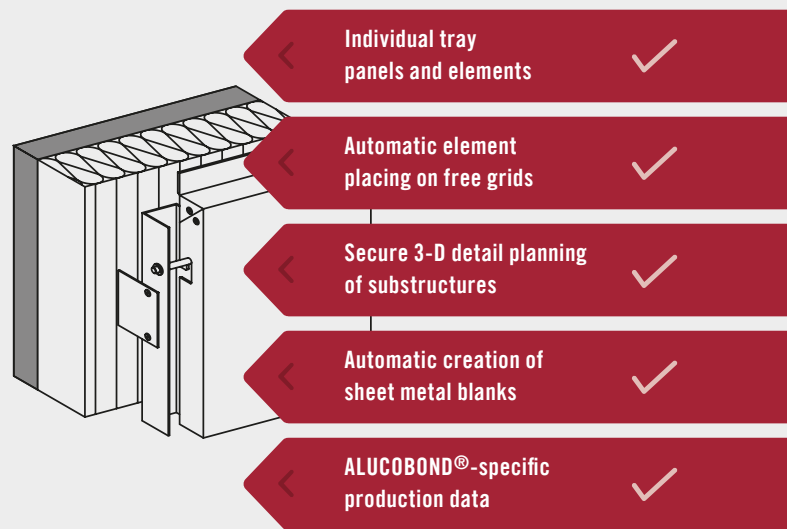 Individual tray
panels and elements
Automatic element
placing on free grids
Secure 3-D detail planning
of substructures
Automatic creation of
sheet metal blanks
ALUCOBOND®-specific
production data